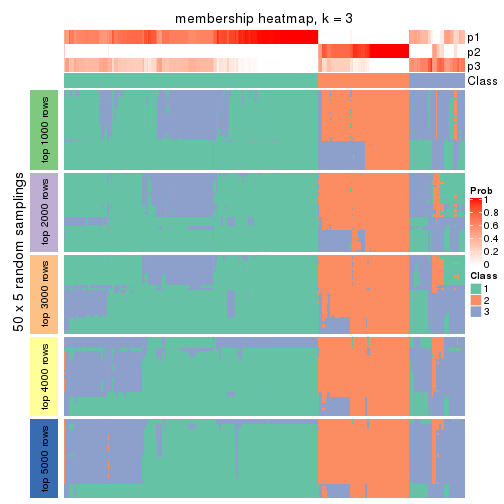 membership heatmap, k = 3
p1
p2
p3
Class
50 x 5 random samplings
top 1000 rows
top 2000 rows
top 3000 rows
top 4000 rows
top 5000 rows
Prob
1
0.8
0.6
0.4
0.2
0
Class
1
2
3